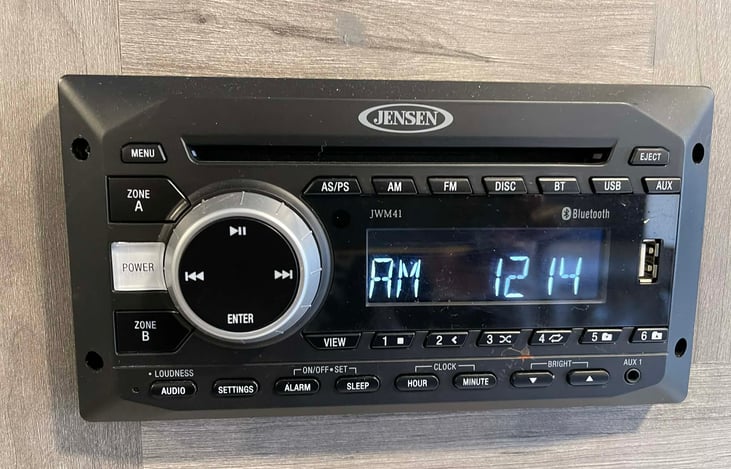 JENSEN
MENU
EJECT
ZONE A
AS/PS AM FM DISC BT USB AUX
JWM41
Bluetooth
POWER
AM 12 14
ENTER
ZONE B
VIEW 1 2 3 4 5 6
• LOUDNESS
ON/OFF•SET
CLOCK
BRIGHT
AUX 1
AUDIO SETTINGS ALARM SLEEP HOUR MINUTE